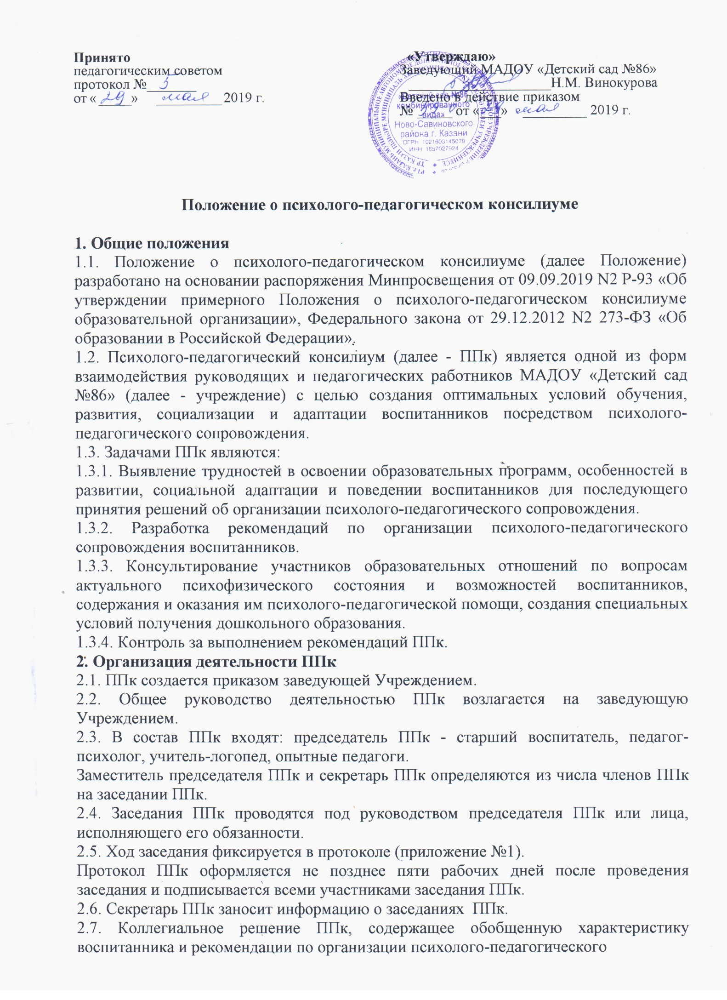 Принято
педагогическим советом
протокол № 5
от « 29 » мая 2019 г.
«Утверждаю»
Заведующий МАДОУ «Детский сад №86»
Н.М. Винокурова
Введено в действие приказом
№ от « » мая 2019 г.
«Детский сад №86
комбинированного
вида»
Ново-Савиновского
района г. Казани
ОГРН 1021603145079
ИНН 1657027924
Положение о психолого-педагогическом консилиуме
1. Общие положения
1.1. Положение о психолого-педагогическом консилиуме (далее Положение)
разработано на основании распоряжения Минпросвещения от 09.09.2019 N2 Р-93 «Об
утверждении примерного Положения о психолого-педагогическом консилиуме
образовательной организации», Федерального закона от 29.12.2012 N2 273-ФЗ «Об
образовании в Российской Федерации».
1.2. Психолого-педагогический консилиум (далее - ППк) является одной из форм
взаимодействия руководящих и педагогических работников МАДОУ «Детский сад
№86» (далее - учреждение) с целью создания оптимальных условий обучения,
развития, социализации и адаптации воспитанников посредством психолого-
педагогического сопровождения.
1.3. Задачами ППк являются:
1.3.1. Выявление трудностей в освоении образовательных программ, особенностей в
развитии, социальной адаптации и поведении воспитанников для последующего
принятия решений об организации психолого-педагогического сопровождения.
1.3.2. Разработка рекомендаций по организации психолого-педагогического
сопровождения воспитанников.
1.3.3. Консультирование участников образовательных отношений по вопросам
актуального психофизического состояния и возможностей воспитанников,
содержания и оказания им психолого-педагогической помощи, создания специальных
условий получения дошкольного образования.
1.3.4. Контроль за выполнением рекомендаций ППк.
2. Организация деятельности ППк
2.1. ППк создается приказом заведующей Учреждением.
2.2. Общее руководство деятельностью ППк возлагается на заведующую
Учреждением.
2.3. В состав ППк входят: председатель ППк - старший воспитатель, педагог-
психолог, учитель-логопед, опытные педагоги.
Заместитель председателя ППк и секретарь ППк определяются из числа членов ППк
на заседании ППк.
2.4. Заседания ППк проводятся под руководством председателя ППк или лица,
исполняющего его обязанности.
2.5. Ход заседания фиксируется в протоколе (приложение №1).
Протокол ППк оформляется не позднее пяти рабочих дней после проведения
заседания и подписывается всеми участниками заседания ППк.
2.6. Секретарь ППк заносит информацию о заседаниях ППк.
2.7. Коллегиальное решение ППк, содержащее обобщенную характеристику
воспитанника и рекомендации по организации психолого-педагогического